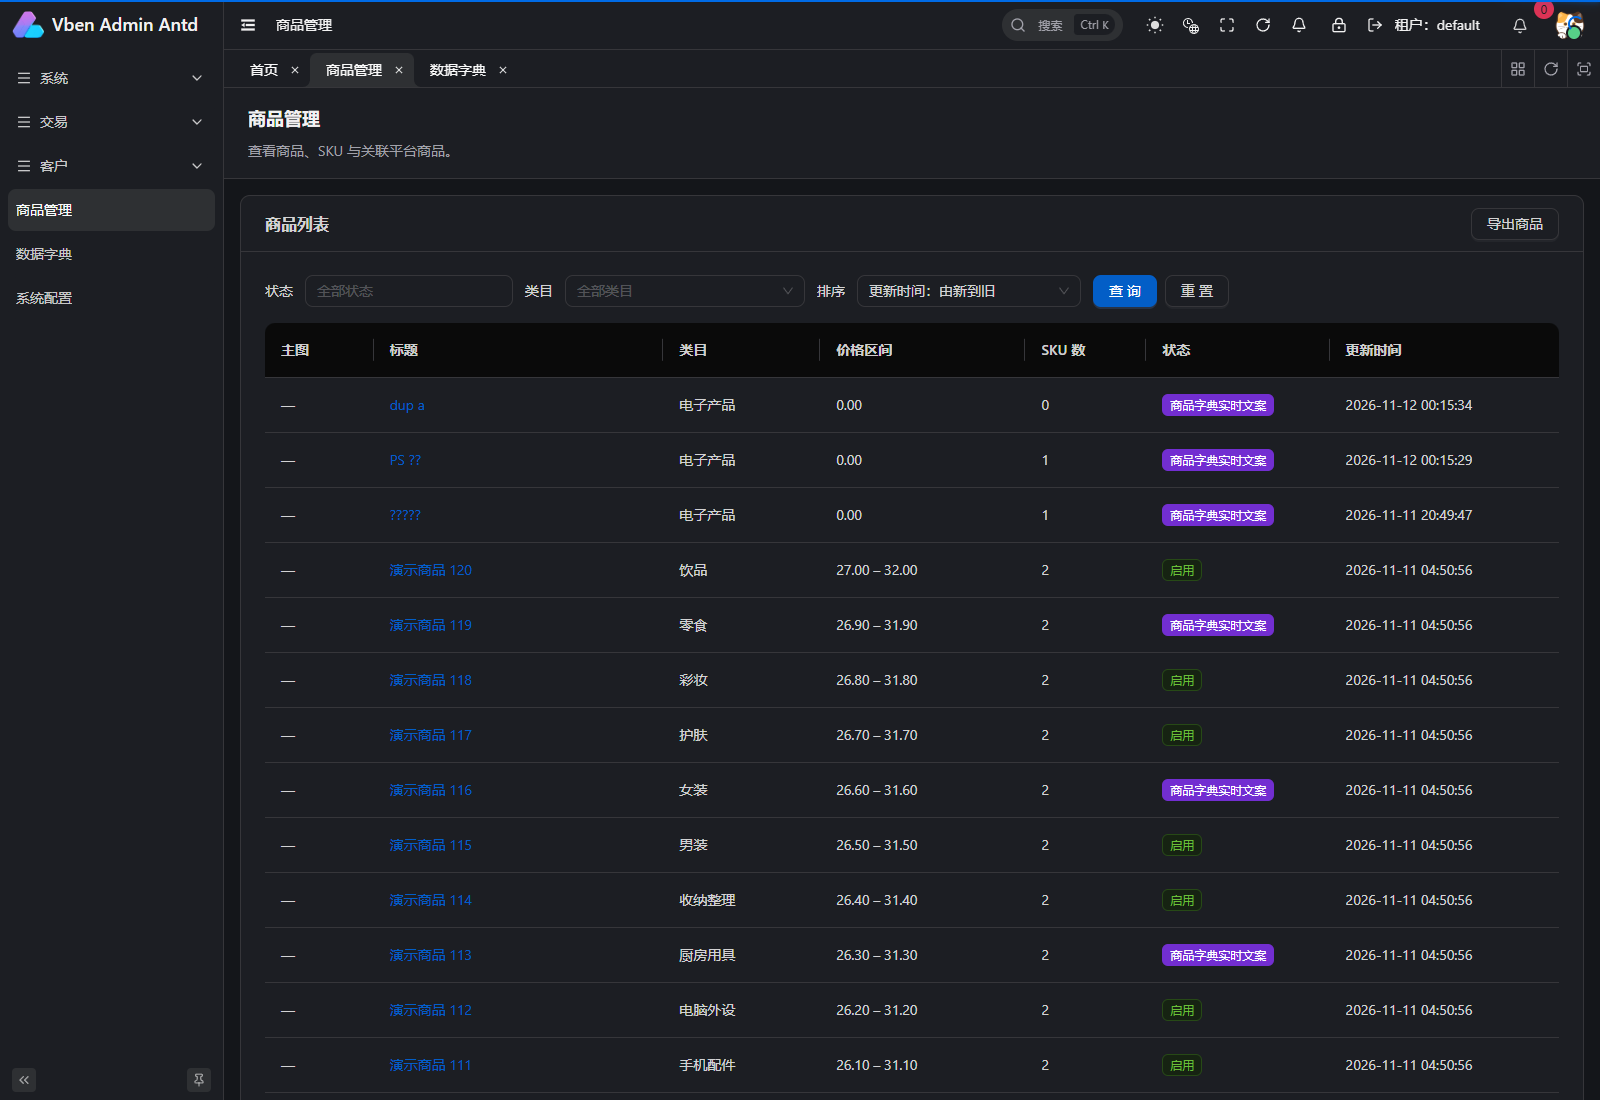 Vben Admin Antd
商品管理
搜索 Ctrl K
租户：default
0
系统
交易
客户
商品管理
数据字典
系统配置
首页 × 商品管理 × 数据字典 ×
商品管理
查看商品、SKU 与关联平台商品。
商品列表
导出商品
状态 全部状态 类目 全部类目 排序 更新时间：由新到旧 查 询 重 置
主图 标题 类目 价格区间 SKU 数 状态 更新时间
— dup a 电子产品 0.00 0 商品字典实时文案 2026-11-12 00:15:34
— PS ?? 电子产品 0.00 1 商品字典实时文案 2026-11-12 00:15:29
— ????? 电子产品 0.00 1 商品字典实时文案 2026-11-11 20:49:47
— 演示商品 120 饮品 27.00 – 32.00 2 启用 2026-11-11 04:50:56
— 演示商品 119 零食 26.90 – 31.90 2 商品字典实时文案 2026-11-11 04:50:56
— 演示商品 118 彩妆 26.80 – 31.80 2 启用 2026-11-11 04:50:56
— 演示商品 117 护肤 26.70 – 31.70 2 启用 2026-11-11 04:50:56
— 演示商品 116 女装 26.60 – 31.60 2 商品字典实时文案 2026-11-11 04:50:56
— 演示商品 115 男装 26.50 – 31.50 2 启用 2026-11-11 04:50:56
— 演示商品 114 收纳整理 26.40 – 31.40 2 启用 2026-11-11 04:50:56
— 演示商品 113 厨房用具 26.30 – 31.30 2 商品字典实时文案 2026-11-11 04:50:56
— 演示商品 112 电脑外设 26.20 – 31.20 2 启用 2026-11-11 04:50:56
— 演示商品 111 手机配件 26.10 – 31.10 2 启用 2026-11-11 04:50:56